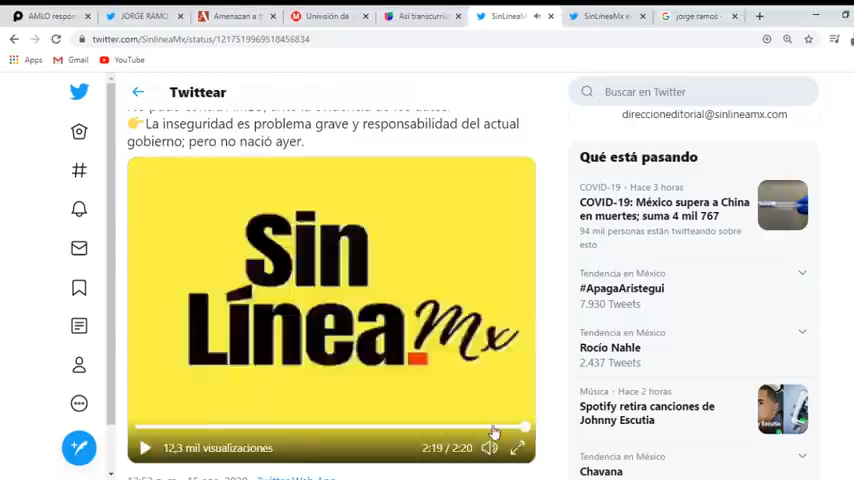 AMLO respon
JORGE RAMO
Amenazan a t
Univisión da
Así transcurri
SinLineaM
SinLineaMx e
jorge ramos -
twitter.com/SinlineaMx/status/1217519969518456834
Apps
Gmail
YouTube
Twittear
Buscar en Twitter
direccioneditorial@sinlineamx.com
👉La inseguridad es problema grave y responsabilidad del actual
gobierno; pero no nació ayer.
Sin
Línea.Mx
12,3 mil visualizaciones
2:19 / 2:20
Qué está pasando
COVID-19 · Hace 3 horas
COVID-19: México supera a China
en muertes; suma 4 mil 767
94 mil personas están twitteando sobre
esto
Tendencia en México
#ApagaAristegui
7.930 Tweets
Tendencia en México
Rocío Nahle
2.437 Tweets
Música · Hace 2 horas
Spotify retira canciones de
Johnny Escutia
Tendencia en México
Chavana